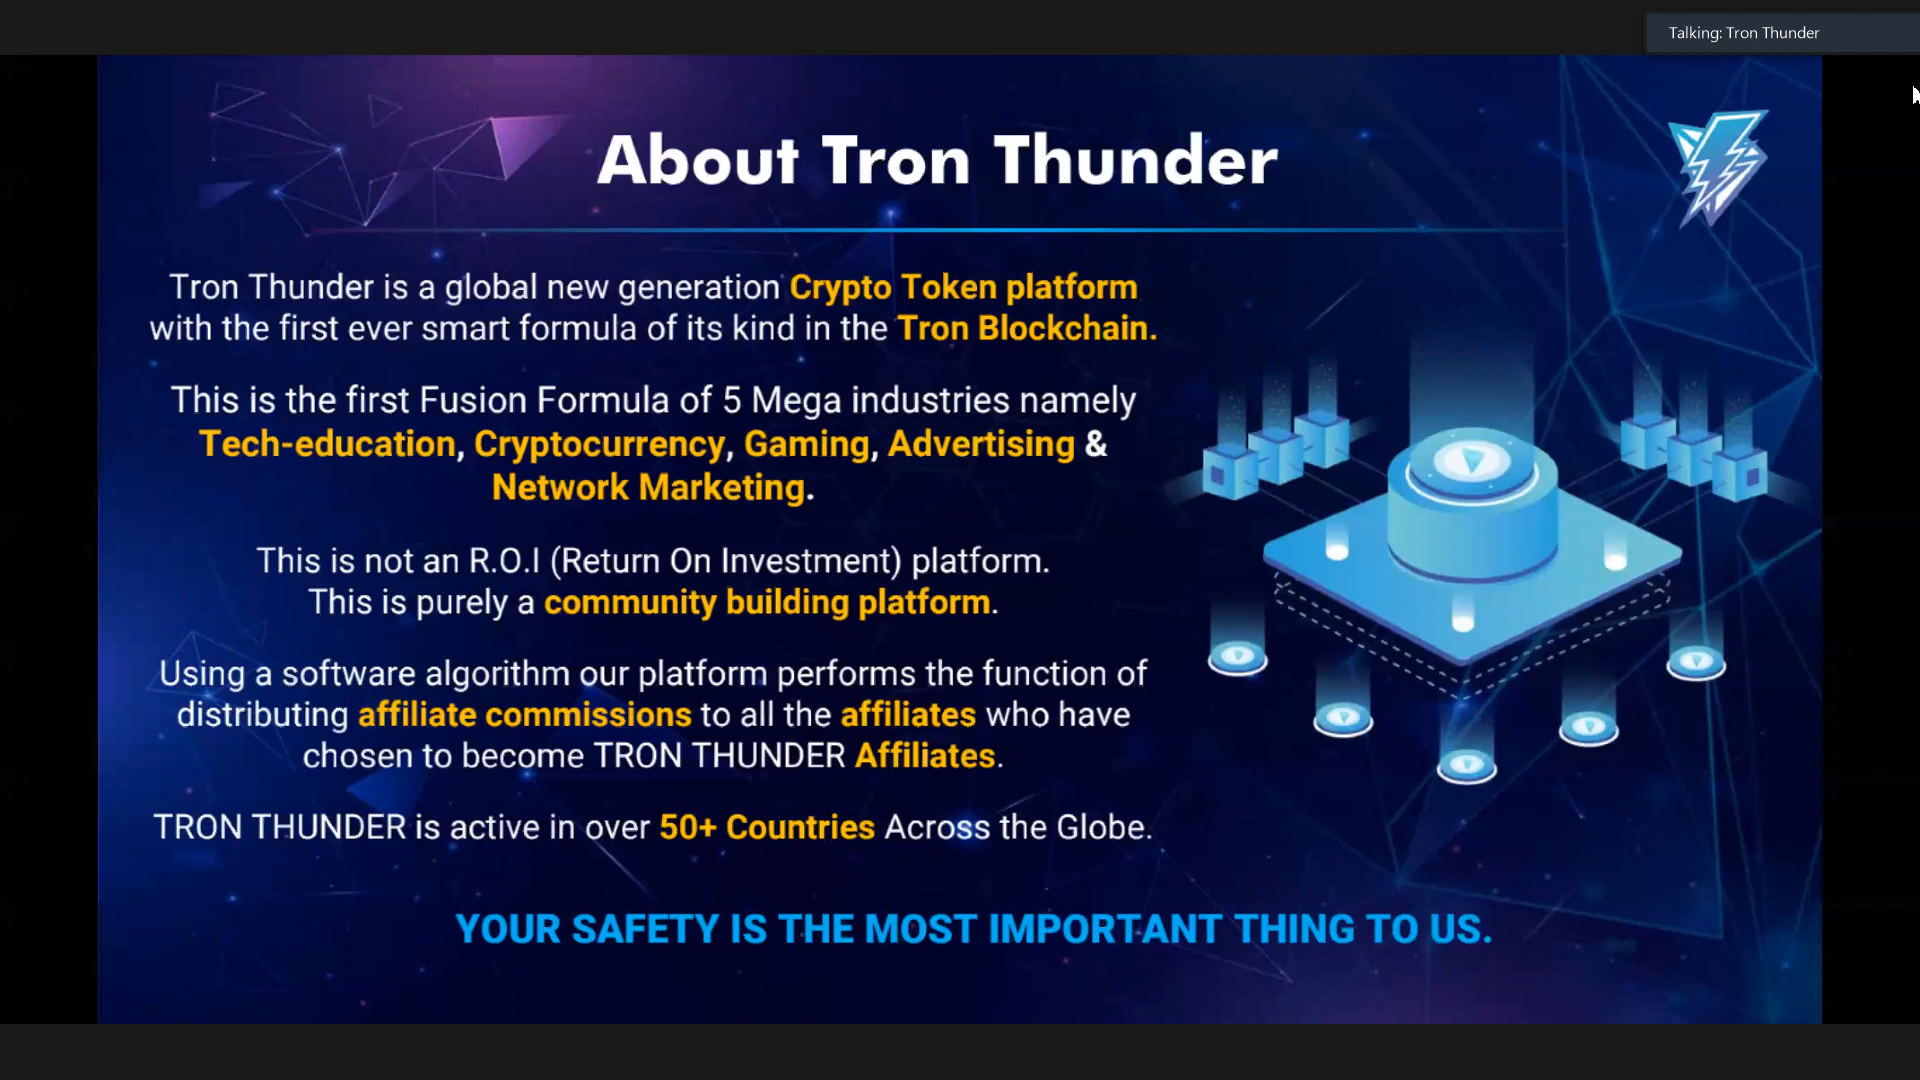 Talking: Tron Thunder
About Tron Thunder
Tron Thunder is a global new generation Crypto Token platform
with the first ever smart formula of its kind in the Tron Blockchain.
This is the first Fusion Formula of 5 Mega industries namely
Tech-education, Cryptocurrency, Gaming, Advertising &
Network Marketing.
This is not an R.O.I (Return On Investment) platform.
This is purely a community building platform.
Using a software algorithm our platform performs the function of
distributing affiliate commissions to all the affiliates who have
chosen to become TRON THUNDER Affiliates.
TRON THUNDER is active in over 50+ Countries Across the Globe.
YOUR SAFETY IS THE MOST IMPORTANT THING TO US.